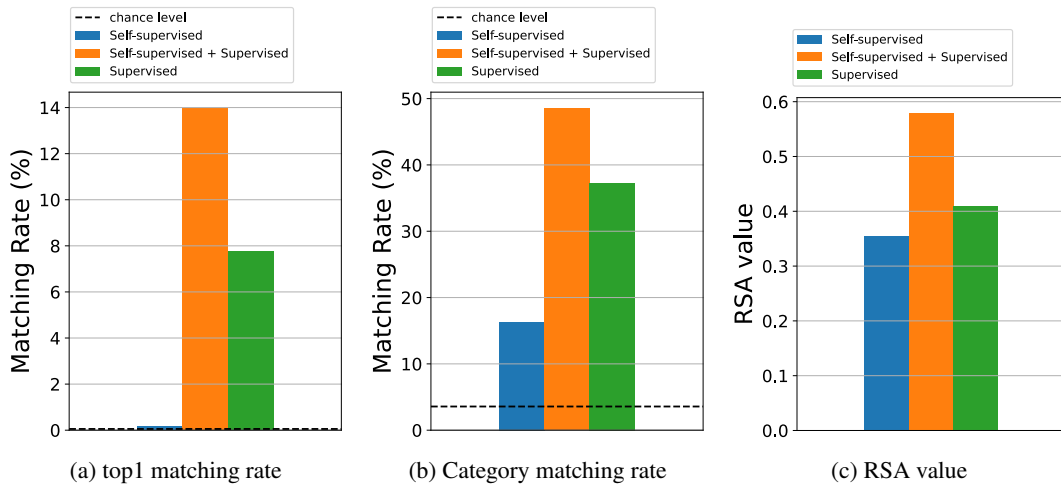 chance level
Self-supervised
Self-supervised + Supervised
Supervised
Matching Rate (%)
14
12
10
8
6
4
2
0
(a) top1 matching rate
chance level
Self-supervised
Self-supervised + Supervised
Supervised
Matching Rate (%)
50
40
30
20
10
0
(b) Category matching rate
Self-supervised
Self-supervised + Supervised
Supervised
RSA value
0.6
0.5
0.4
0.3
0.2
0.1
0.0
(c) RSA value